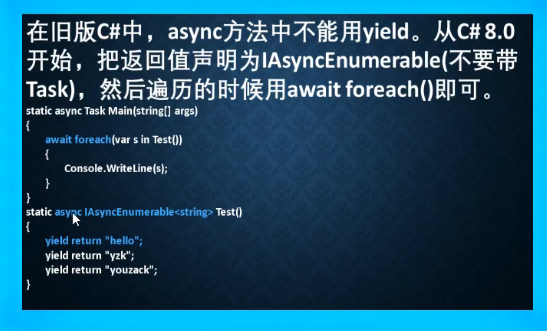 在旧版C#中，async方法中不能用yield。从C# 8.0
开始，把返回值声明为IAsyncEnumerable(不要带
Task)，然后遍历的时候用await foreach()即可。
static async Task Main(string[] args)
{
await foreach(var s in Test())
{
Console.WriteLine(s);
}
}
static async IAsyncEnumerable<string> Test()
{
yield return "hello";
yield return "yzk";
yield return "youzack";
}